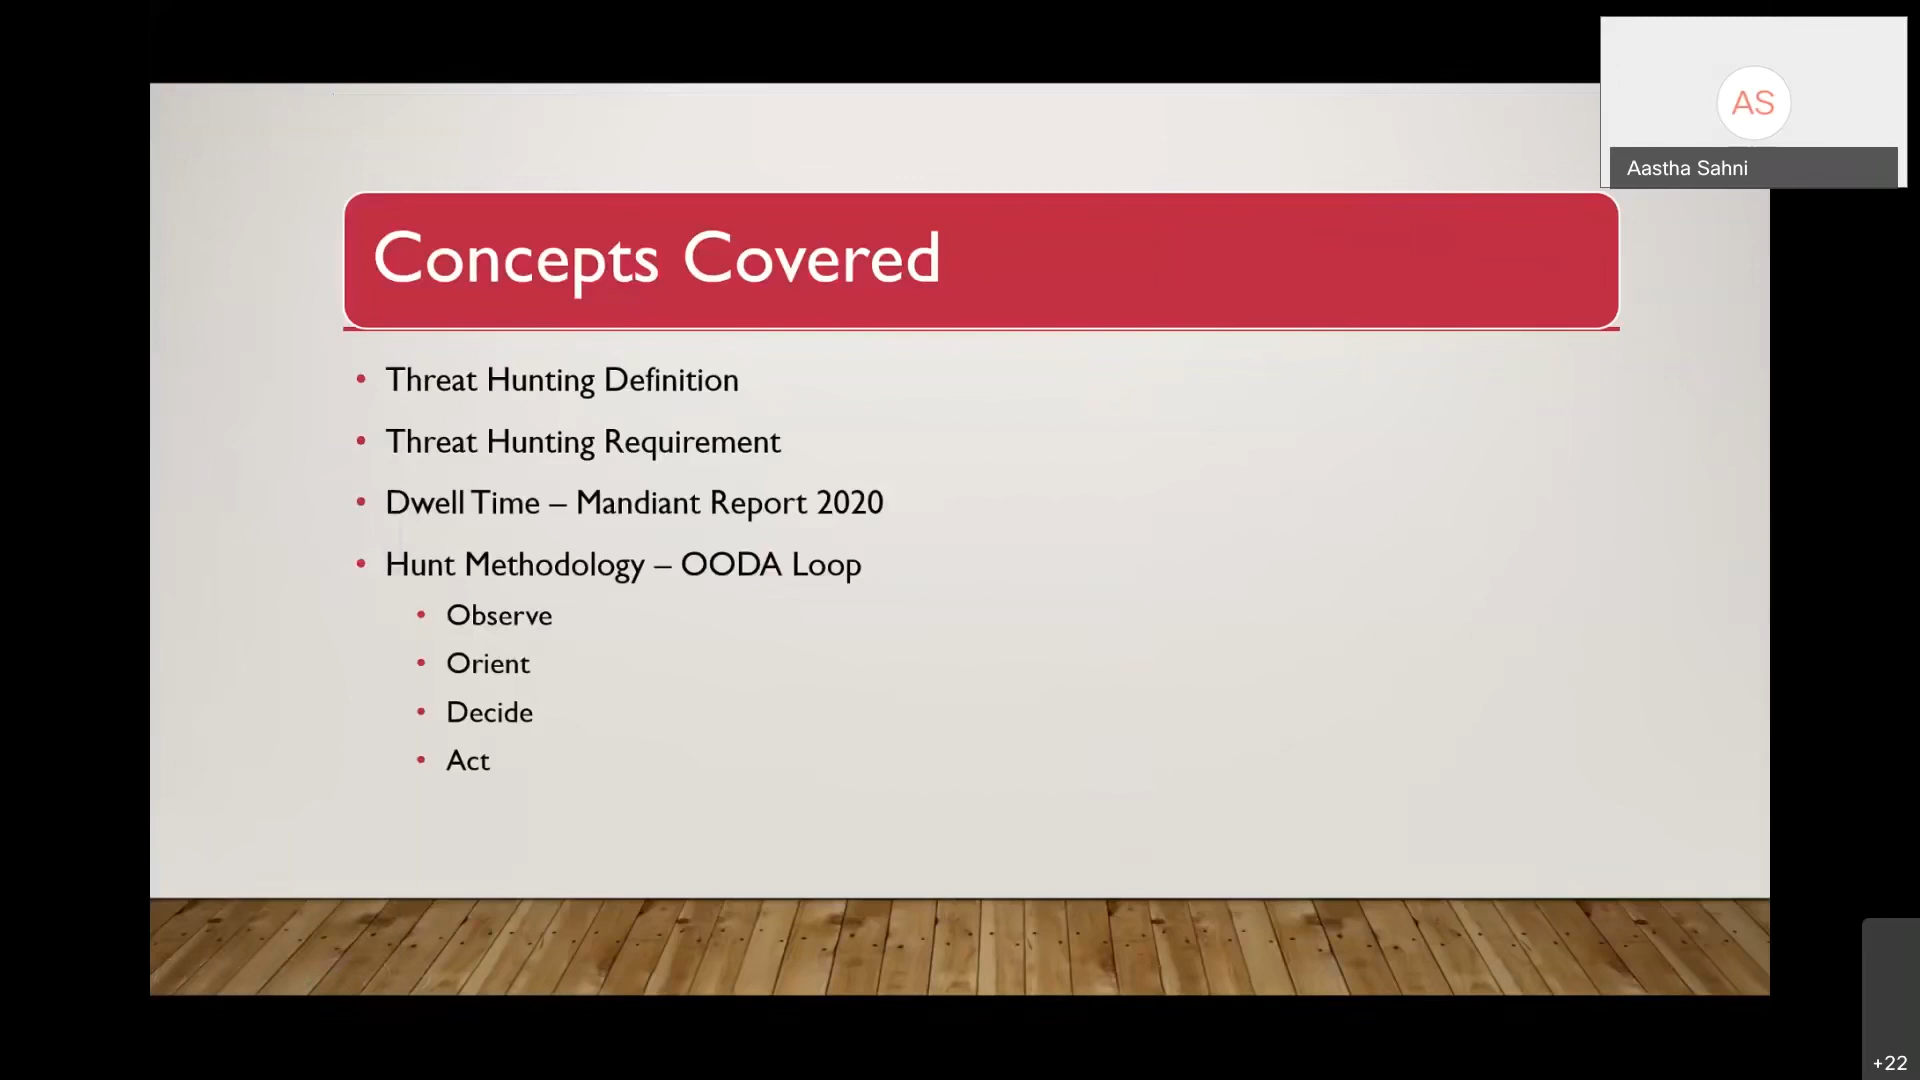 AS
Aastha Sahni
Concepts Covered
• Threat Hunting Definition
• Threat Hunting Requirement
• Dwell Time – Mandiant Report 2020
• Hunt Methodology – OODA Loop
• Observe
• Orient
• Decide
• Act
+22